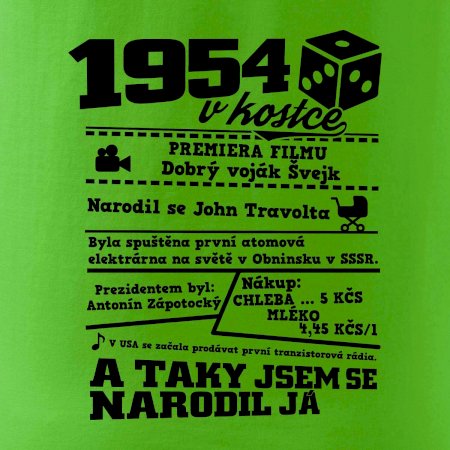 1954
v kostce
PREMIERA FILMU
Dobrý voják Švejk
Narodil se John Travolta
Byla spuštěna první atomová
elektrárna na světě v Obninsku v SSSR.
Prezidentem byl:
Antonín Zápotocký
Nákup:
CHLEBA ... 5 KČS
MLÉKO
4,45 KČS/l
v USA se začala prodávat první tranzistorová rádia.
A TAKY JSEM SE
NARODIL JÁ